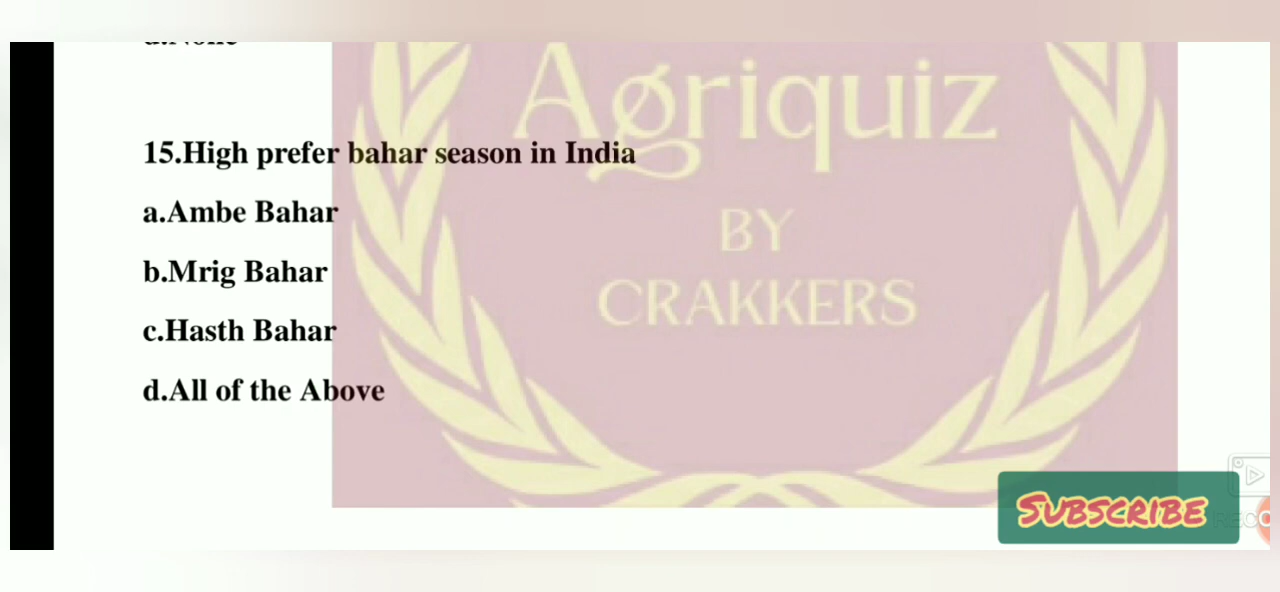 d.None
Agriquiz
15.High prefer bahar season in India
a.Ambe Bahar
BY
b.Mrig Bahar
CRAKKERS
c.Hasth Bahar
d.All of the Above
SUBSCRIBE